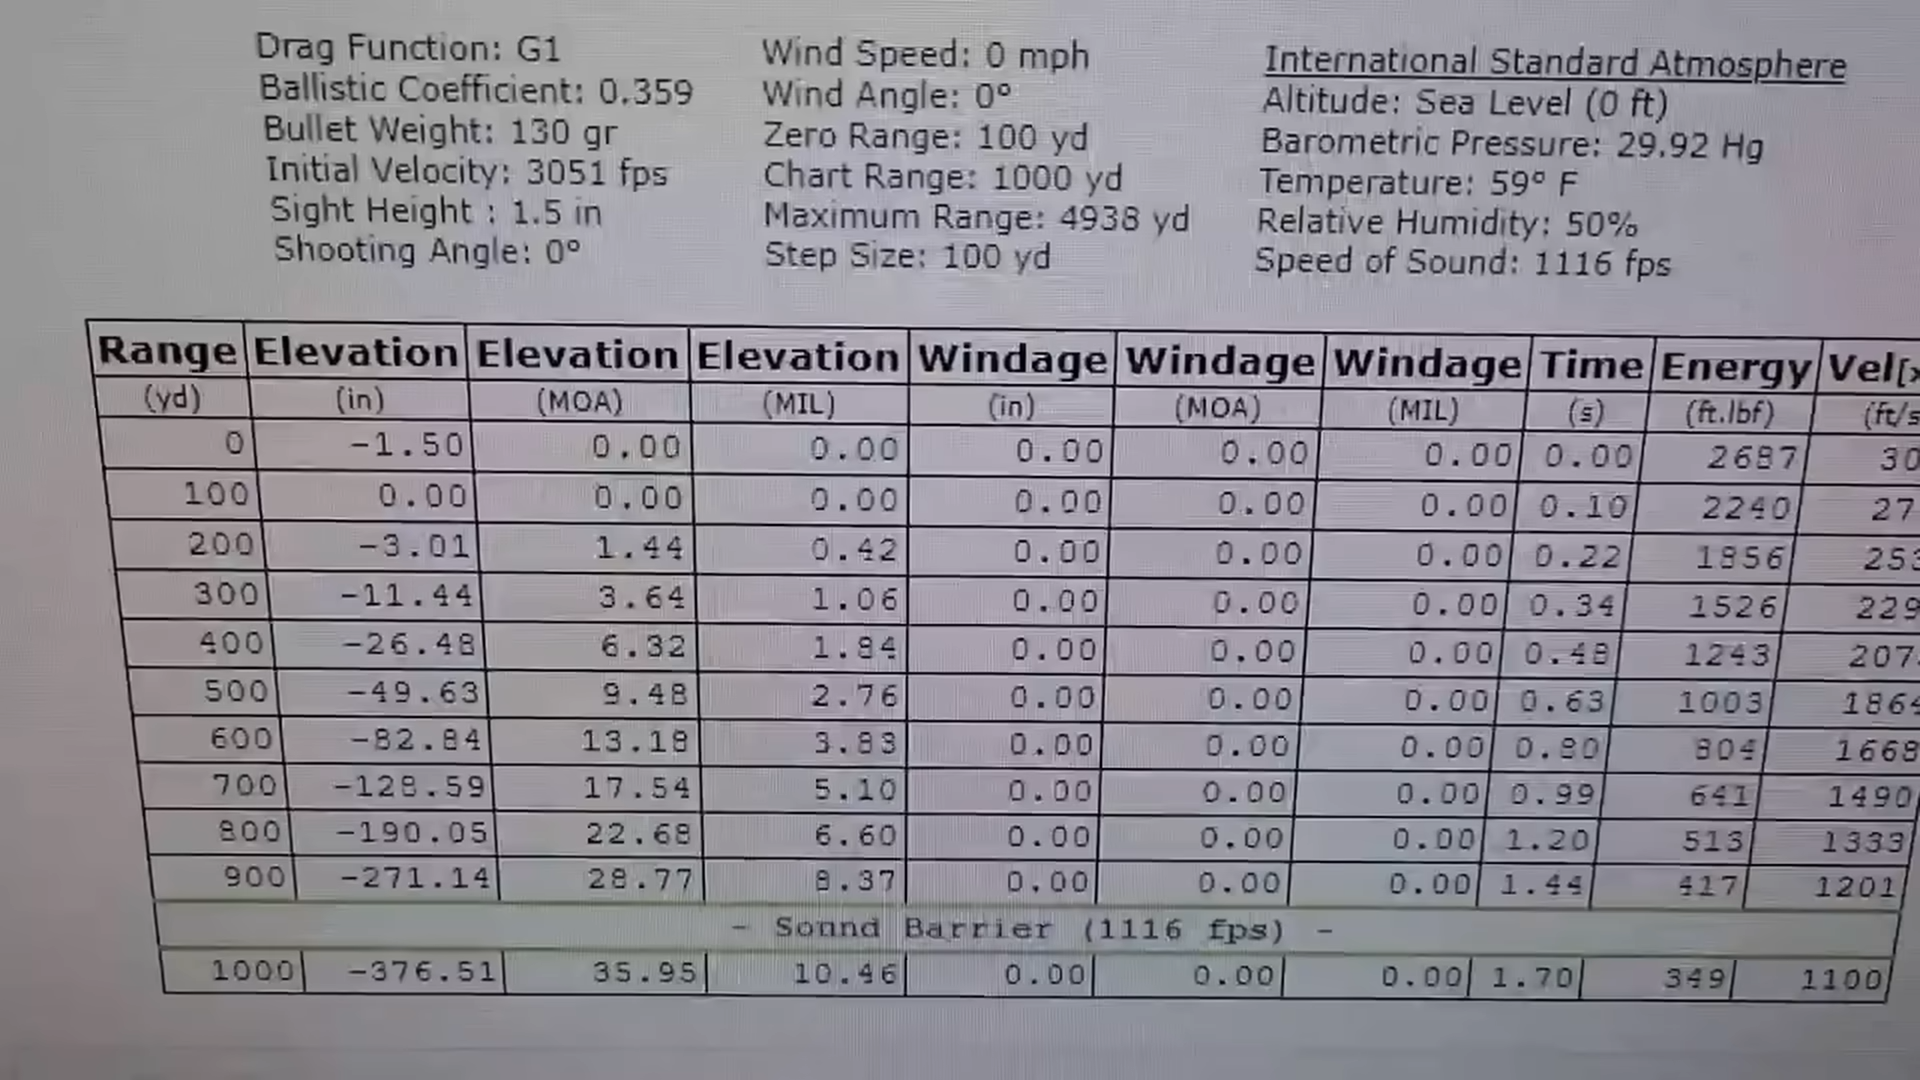 Drag Function: G1 Wind Speed: 0 mph International Standard Atmosphere
Ballistic Coefficient: 0.359 Wind Angle: 0° Altitude: Sea Level (0 ft)
Bullet Weight: 130 gr Zero Range: 100 yd Barometric Pressure: 29.92 Hg
Initial Velocity: 3051 fps Chart Range: 1000 yd Temperature: 59° F
Sight Height : 1.5 in Maximum Range: 4938 yd Relative Humidity: 50%
Shooting Angle: 0° Step Size: 100 yd Speed of Sound: 1116 fps
Range Elevation Elevation Elevation Windage Windage Windage Time Energy Vel[x
(yd) (in) (MOA) (MIL) (in) (MOA) (MIL) (s) (ft.lbf) (ft/s
0 -1.50 0.00 0.00 0.00 0.00 0.00 0.00 2687 30
100 0.00 0.00 0.00 0.00 0.00 0.00 0.10 2240 27
200 -3.01 1.44 0.42 0.00 0.00 0.00 0.22 1856 253
300 -11.44 3.64 1.06 0.00 0.00 0.00 0.34 1526 229
400 -26.48 6.32 1.84 0.00 0.00 0.00 0.48 1243 207
500 -49.63 9.48 2.76 0.00 0.00 0.00 0.63 1003 1864
600 -82.84 13.18 3.83 0.00 0.00 0.00 0.80 804 1668
700 -128.59 17.54 5.10 0.00 0.00 0.00 0.99 641 1490
800 -190.05 22.68 6.60 0.00 0.00 0.00 1.20 513 1333
900 -271.14 28.77 8.37 0.00 0.00 0.00 1.44 417 1201
- Sound Barrier (1116 fps) -
1000 -376.51 35.95 10.46 0.00 0.00 0.00 1.70 349 1100